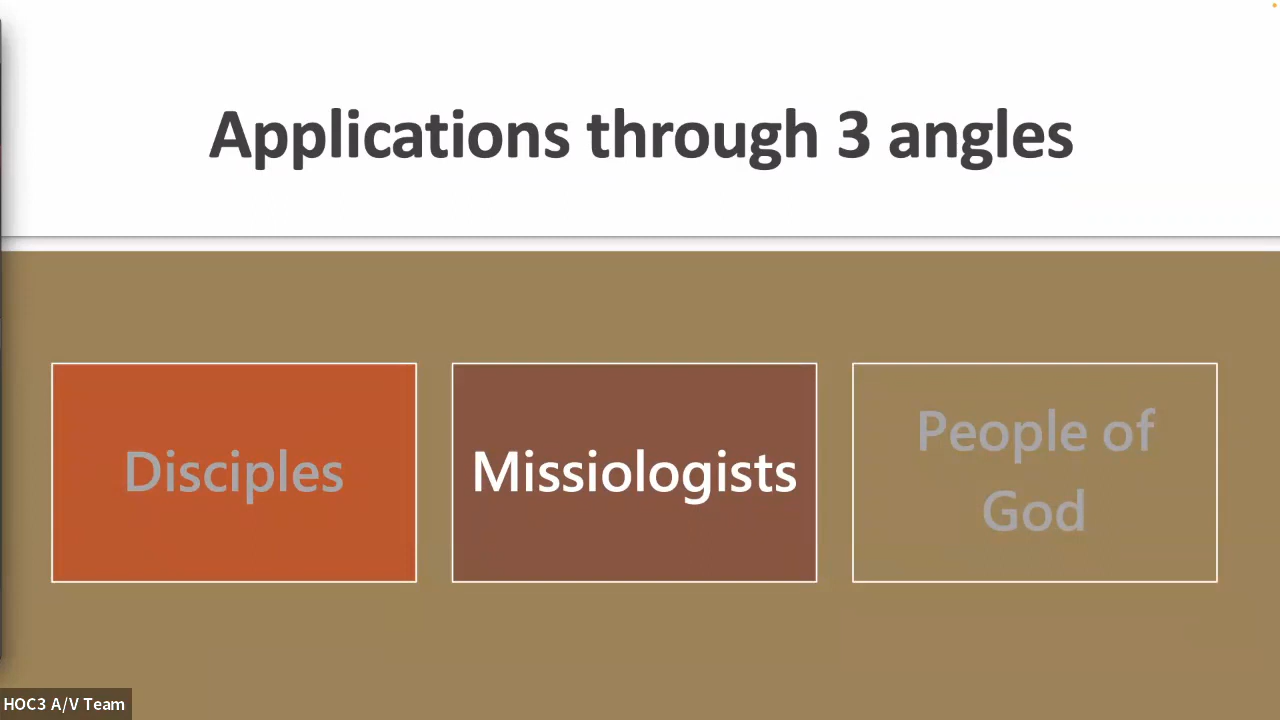 Applications through 3 angles
Disciples
Missiologists
People of
God
HOC3 A/V Team